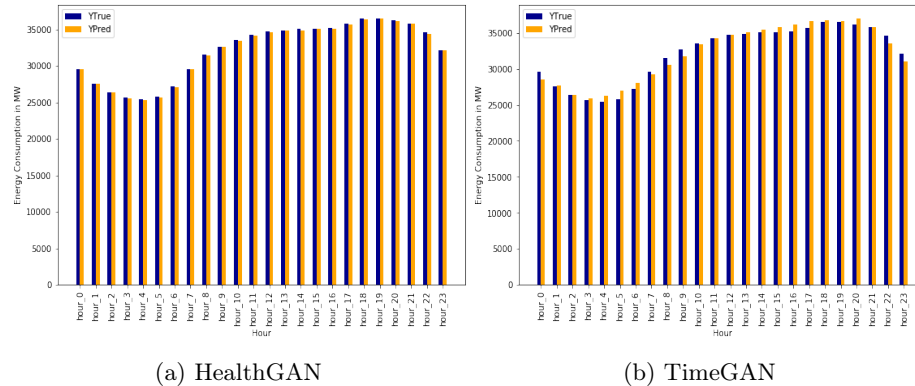 YTrue
YPred
Energy Consumption in MW
35000
30000
25000
20000
15000
10000
5000
0
hour_0
hour_1
hour_2
hour_3
hour_4
hour_5
hour_6
hour_7
hour_8
hour_9
hour_10
hour_11
hour_12
hour_13
hour_14
hour_15
hour_16
hour_17
hour_18
hour_19
hour_20
hour_21
hour_22
hour_23
Hour
(a) HealthGAN
YTrue
YPred
Energy Consumption in MW
35000
30000
25000
20000
15000
10000
5000
0
hour_0
hour_1
hour_2
hour_3
hour_4
hour_5
hour_6
hour_7
hour_8
hour_9
hour_10
hour_11
hour_12
hour_13
hour_14
hour_15
hour_16
hour_17
hour_18
hour_19
hour_20
hour_21
hour_22
hour_23
Hour
(b) TimeGAN